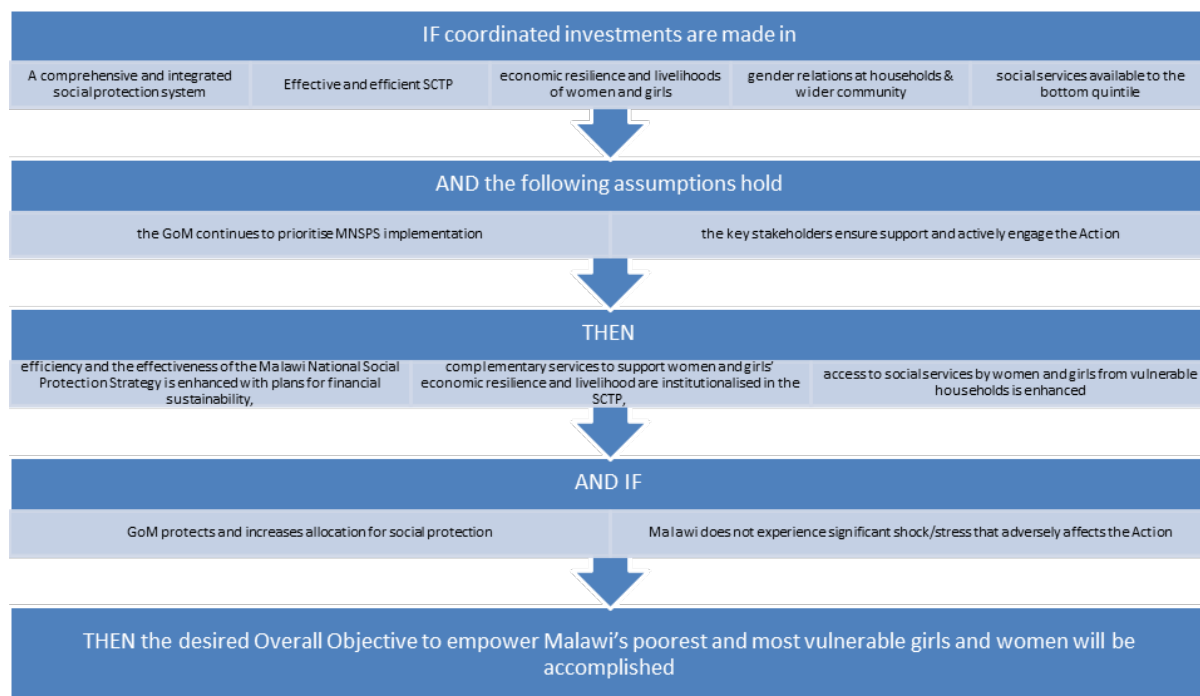 IF coordinated investments are made in
A comprehensive and integrated
social protection system
Effective and efficient SCTP
economic resilience and livelihoods
of women and girls
gender relations at households &
wider community
social services available to the
bottom quintile
AND the following assumptions hold
the GoM continues to prioritise MNSPS implementation
the key stakeholders ensure support and actively engage the Action
THEN
efficiency and the effectiveness of the Malawi National Social
Protection Strategy is enhanced with plans for financial
sustainability,
complementary services to support women and girls'
economic resilience and livelihood are institutionalised in the
SCTP,
access to social services by women and girls from vulnerable
households is enhanced
AND IF
GoM protects and increases allocation for social protection
Malawi does not experience significant shock/stress that adversely affects the Action
THEN the desired Overall Objective to empower Malawi's poorest and most vulnerable girls and women will be
accomplished